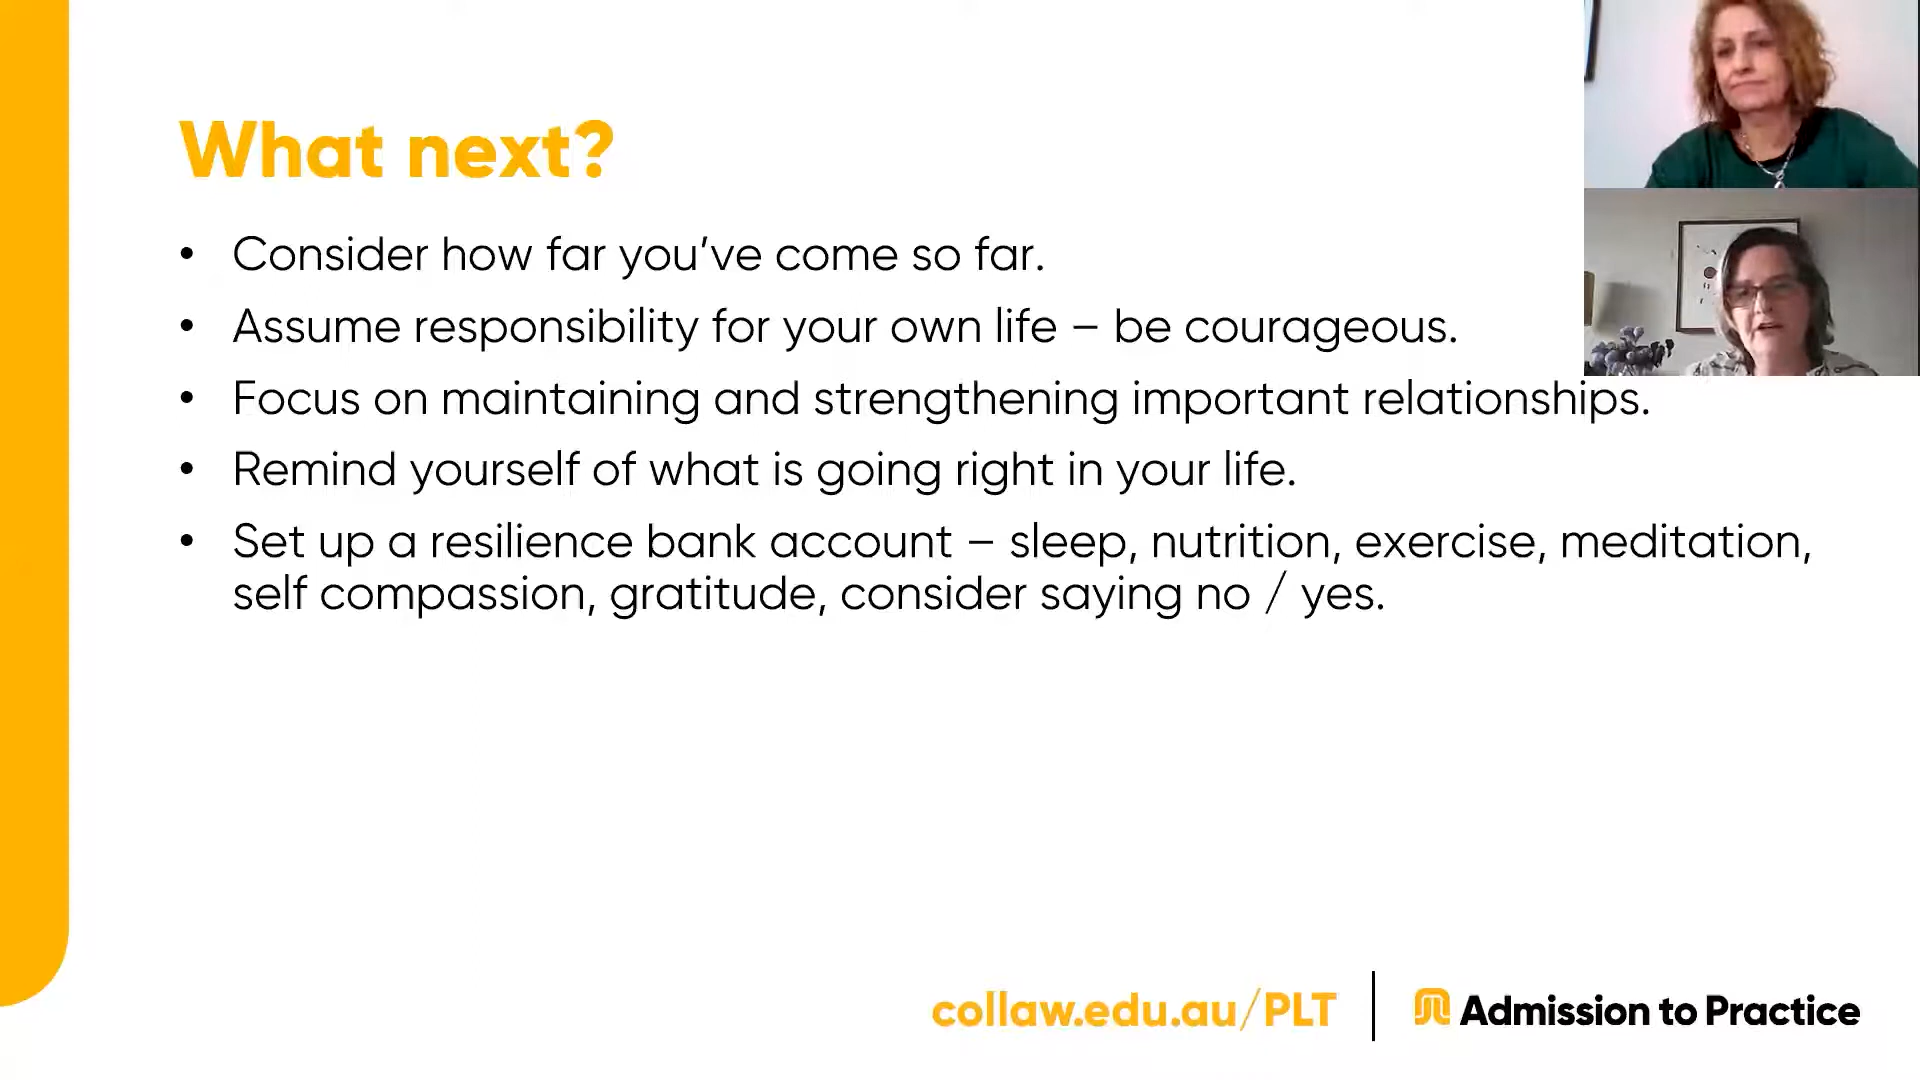 What next?
• Consider how far you’ve come so far.
• Assume responsibility for your own life – be courageous.
• Focus on maintaining and strengthening important relationships.
• Remind yourself of what is going right in your life.
• Set up a resilience bank account – sleep, nutrition, exercise, meditation,
self compassion, gratitude, consider saying no / yes.
collaw.edu.au/PLT
Admission to Practice